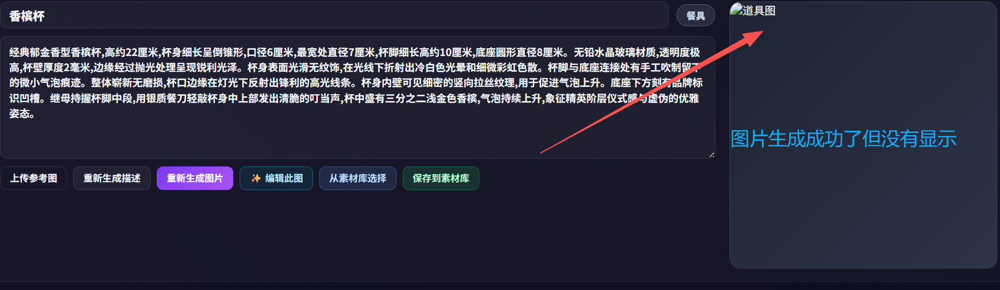 香槟杯
餐具
道具图
经典郁金香型香槟杯,高约22厘米,杯身细长呈倒锥形,口径6厘米,最宽处直径7厘米,杯脚细长高约10厘米,底座圆形直径8厘米。无铅水晶玻璃材质,透明度极
高,杯壁厚度2毫米,边缘经过抛光处理呈现锐利光泽。杯身表面光滑无纹饰,在光线下折射出冷白色光晕和细微彩虹色散。杯脚与底座连接处有手工吹制留下
的微小气泡痕迹。整体崭新无磨损,杯口边缘在灯光下反射出锋利的高光线条。杯身内壁可见细密的竖向拉丝纹理,用于促进气泡上升。底座下方刻有品牌标
识凹槽。继母持握杯脚中段,用银质餐刀轻敲杯身中上部发出清脆的叮当声,杯中盛有三分之二浅金色香槟,气泡持续上升,象征精英阶层仪式感与虚伪的优雅
姿态。
图片生成成功了但没有显示
上传参考图
重新生成描述
重新生成图片
✨ 编辑此图
从素材库选择
保存到素材库